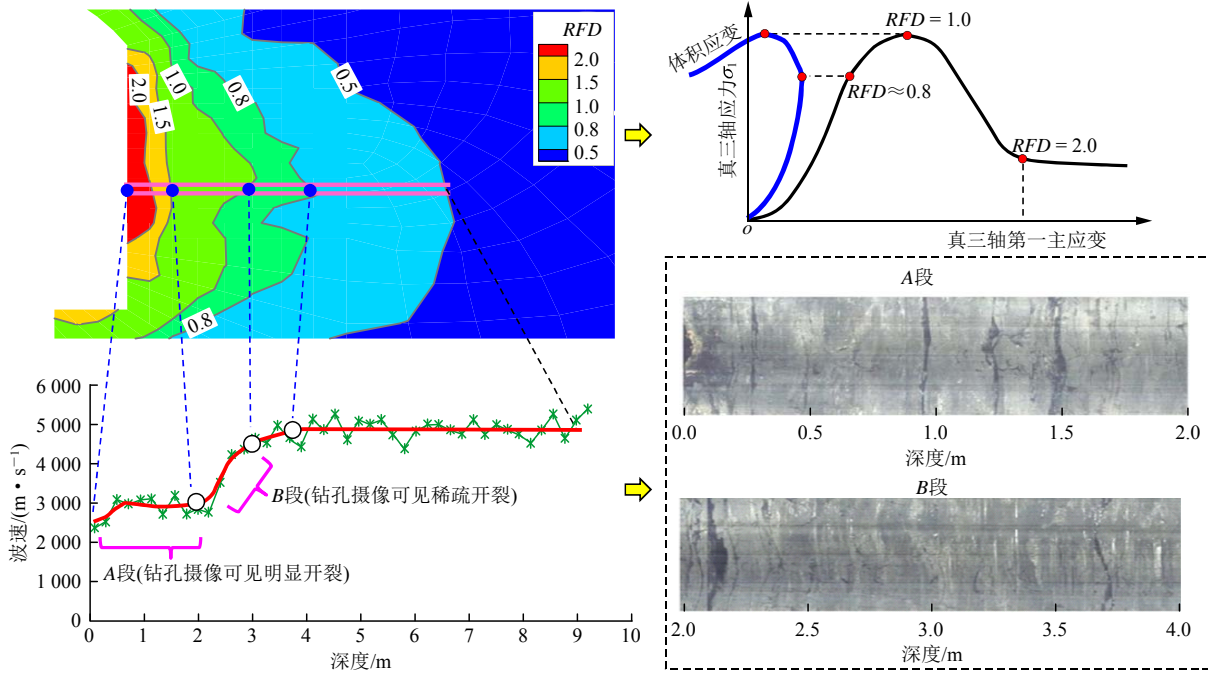 RFD
2.0
1.5
1.0
0.8
0.5
2.0
1.5
1.0
0.8
0.5
0.8
体积应变
真三轴应力σ1
RFD = 1.0
RFD≈0.8
RFD = 2.0
o
真三轴第一主应变
波速/(m·s⁻¹)
6 000
5 000
4 000
3 000
2 000
1 000
0
B段(钻孔摄像可见稀疏开裂)
A段(钻孔摄像可见明显开裂)
0 1 2 3 4 5 6 7 8 9 10
深度/m
A段
0.0 0.5 1.0 1.5 2.0
深度/m
B段
2.0 2.5 3.0 3.5 4.0
深度/m